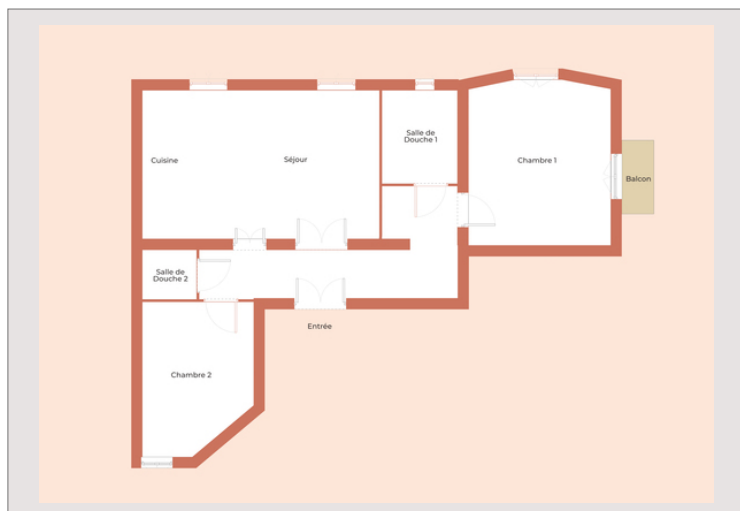 Salle de
Douche 1
Cuisine
Séjour
Chambre 1
Balcon
Salle de
Douche 2
Entrée
Chambre 2